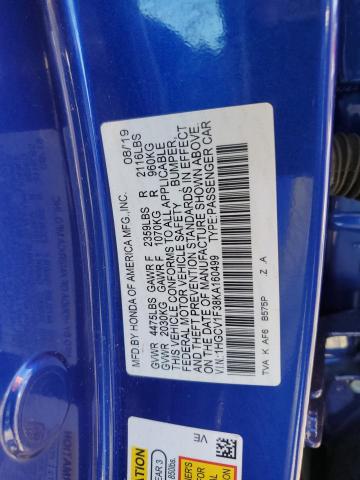 MFD.BY HONDA OF AMERICA MFG.,INC. 08/19
GVWR 4475LBS GAWR F 2359LBS R 2116LBS
GVWR 2030KG GAWR F 1070KG R 960KG
THIS VEHICLE CONFORMS TO ALL APPLICABLE
FEDERAL MOTOR VEHICLE SAFETY BUMPER,
AND THEFT PREVENTION STANDARDS IN EFFECT
ON THE DATE OF MANUFACTURE SHOWN ABOVE.
V.I.N:1HGCV1F38KA160499 TYPE:PASSENGER CAR
TVA K AF6 B575P Z A
VE